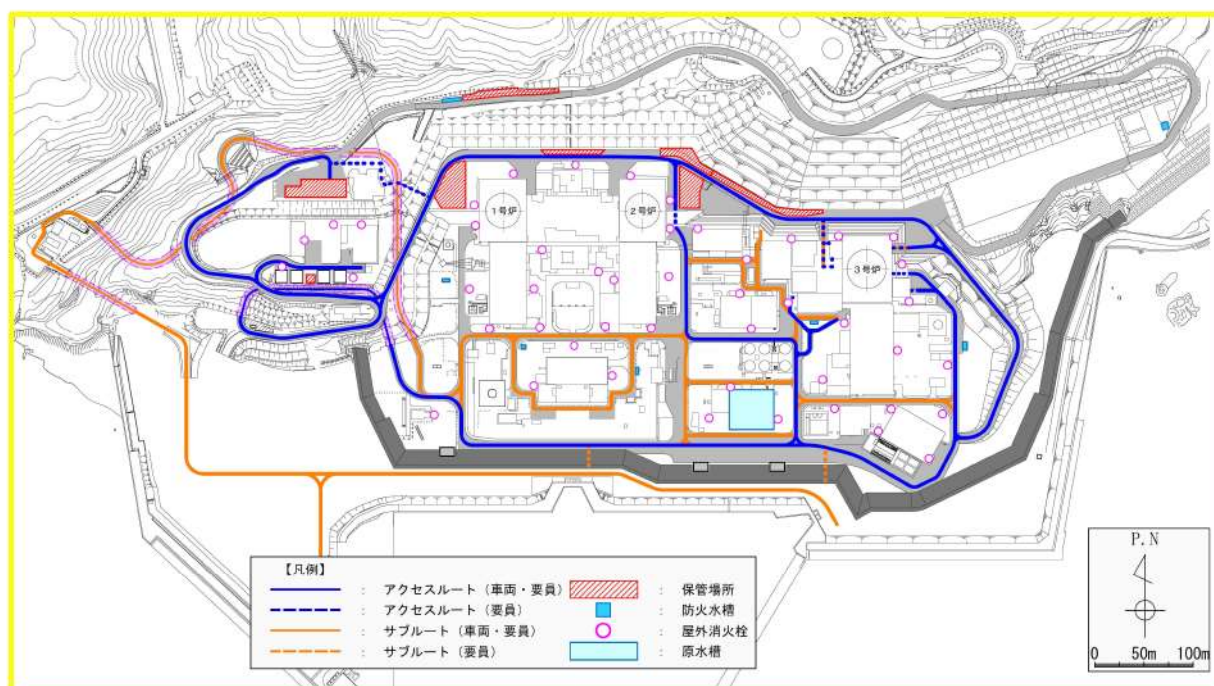 1号炉
2号炉
3号炉
【凡例】
： アクセスルート（車両・要員）
： アクセスルート（要員）
： サブルート（車両・要員）
： サブルート（要員）
： 保管場所
： 防火水槽
： 屋外消火栓
： 原水槽
P.N
0 50m 100m